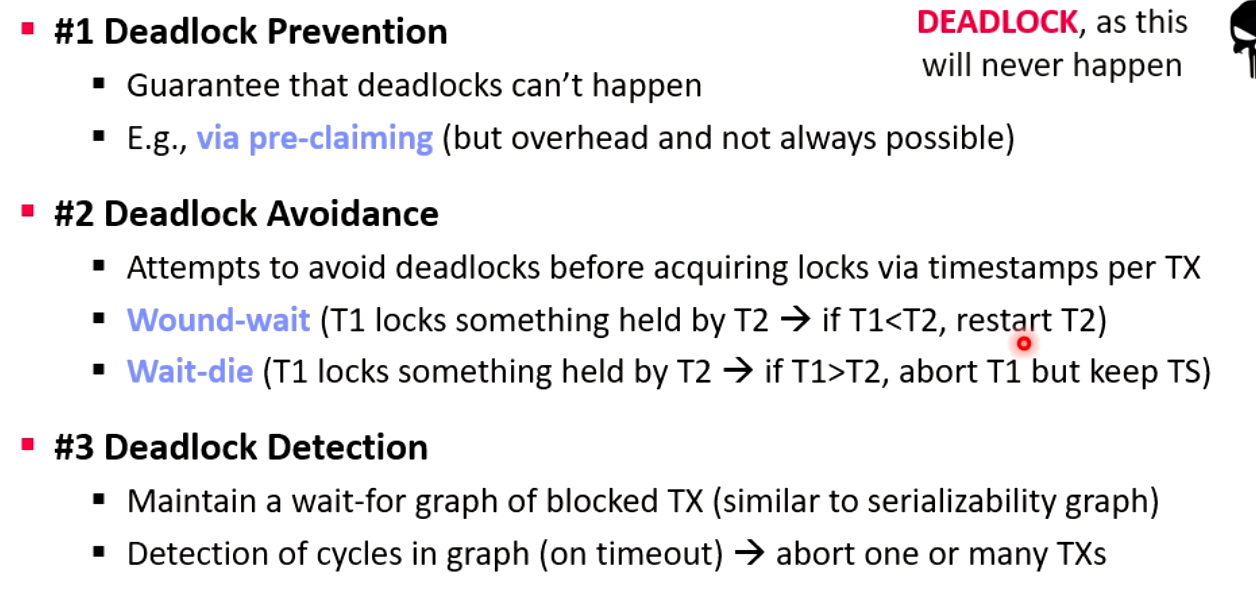 DEADLOCK, as this
will never happen
#1 Deadlock Prevention
Guarantee that deadlocks can’t happen
E.g., via pre-claiming (but overhead and not always possible)
#2 Deadlock Avoidance
Attempts to avoid deadlocks before acquiring locks via timestamps per TX
Wound-wait (T1 locks something held by T2 → if T1<T2, restart T2)
Wait-die (T1 locks something held by T2 → if T1>T2, abort T1 but keep TS)
#3 Deadlock Detection
Maintain a wait-for graph of blocked TX (similar to serializability graph)
Detection of cycles in graph (on timeout) → abort one or many TXs